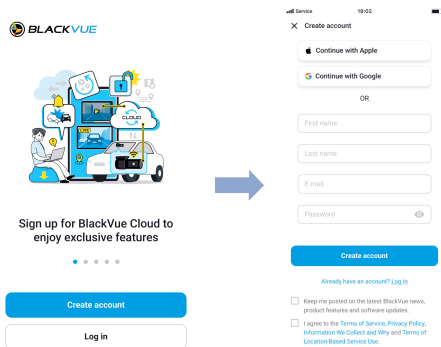 BLACKVUE
LIVE
CLOUD
Sign up for BlackVue Cloud to
enjoy exclusive features
Create account
Log in
Service
19:02
Create account
Continue with Apple
Continue with Google
OR
First name
Last name
E-mail
Password
Create account
Already have an account? Log in
Keep me posted on the latest BlackVue news,
product features and software updates.
I agree to the Terms of Service, Privacy Policy,
Information We Collect and Why and Terms of
Location-Based Service Use.